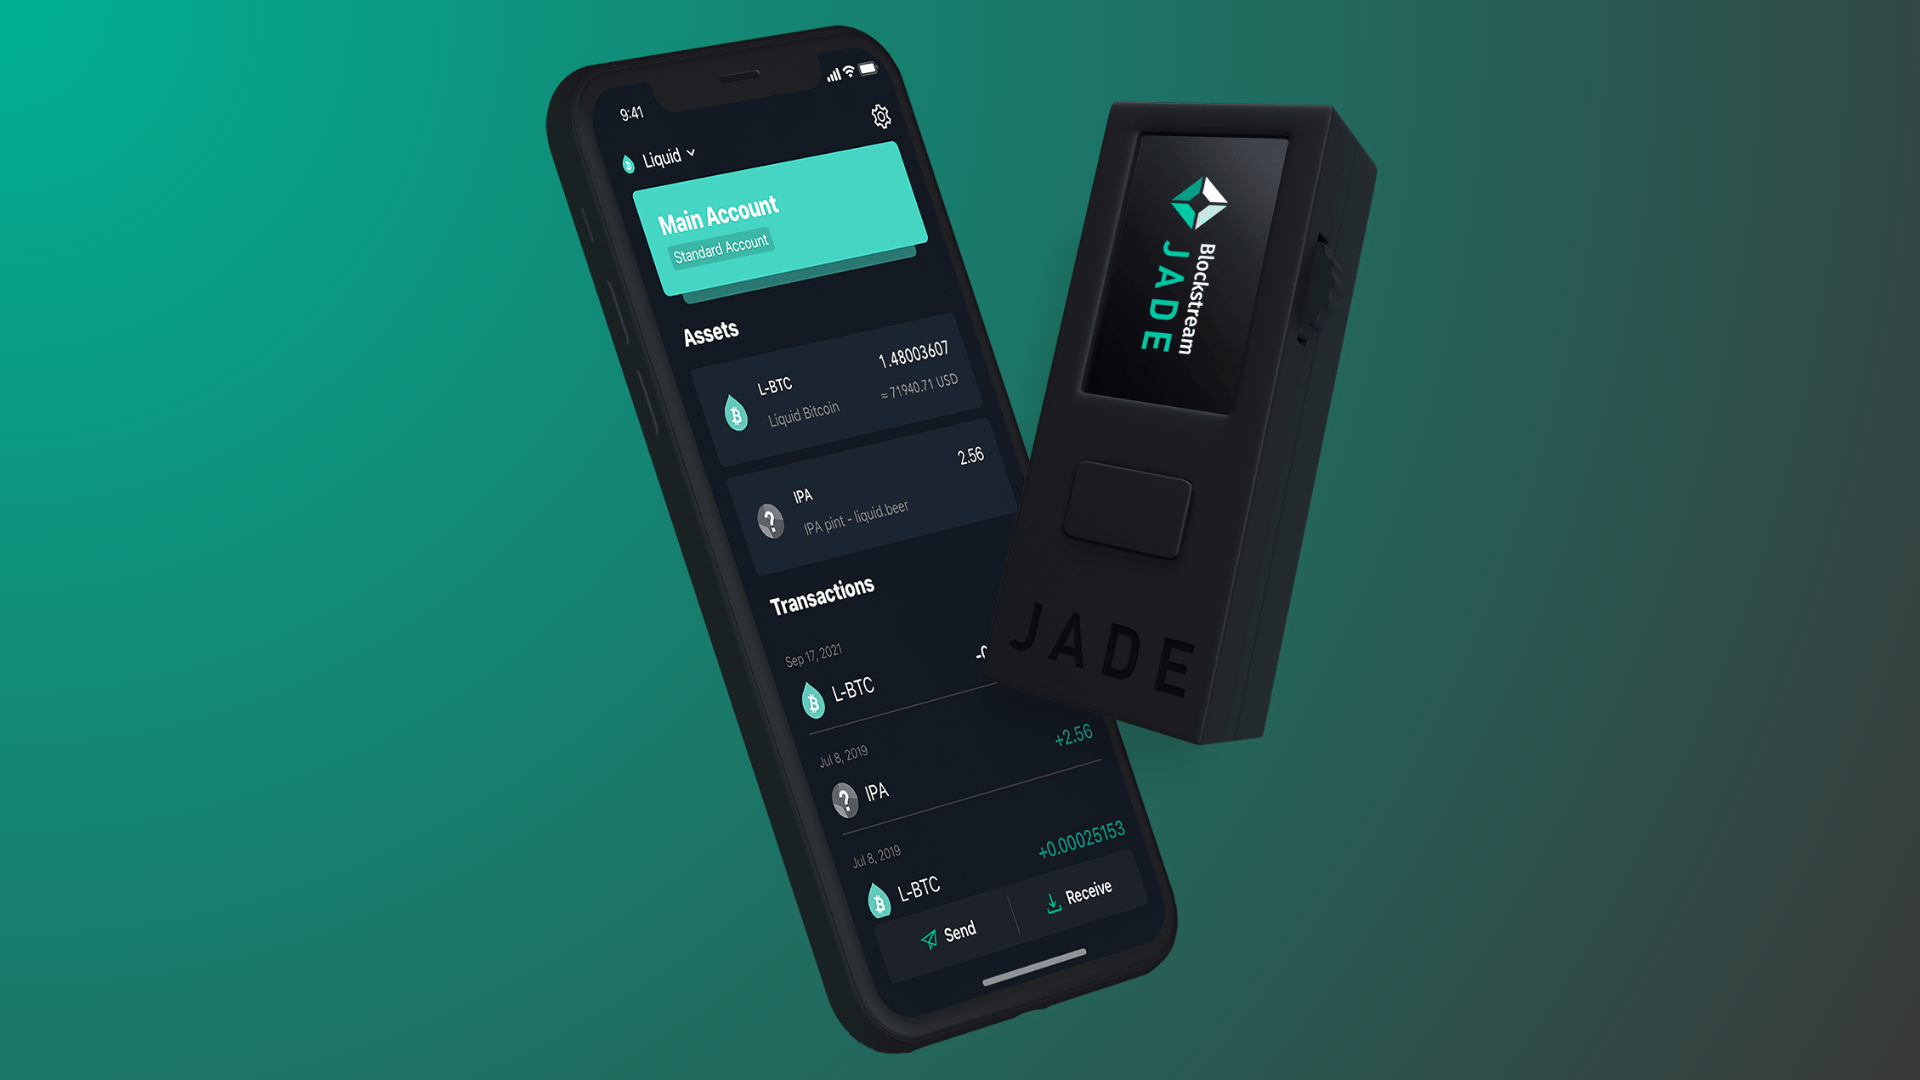 9:41
Liquid
Main Account
Standard Account
Assets
L-BTC
1.48003607
Liquid Bitcoin
≈ 71940.71 USD
IPA
2.56
IPA pint - liquid.beer
Transactions
Sep 17, 2021
L-BTC
Jul 8, 2019
+2.56
IPA
Jul 8, 2019
+0.00025153
L-BTC
Send
Receive
Blockstream
JADE
JADE